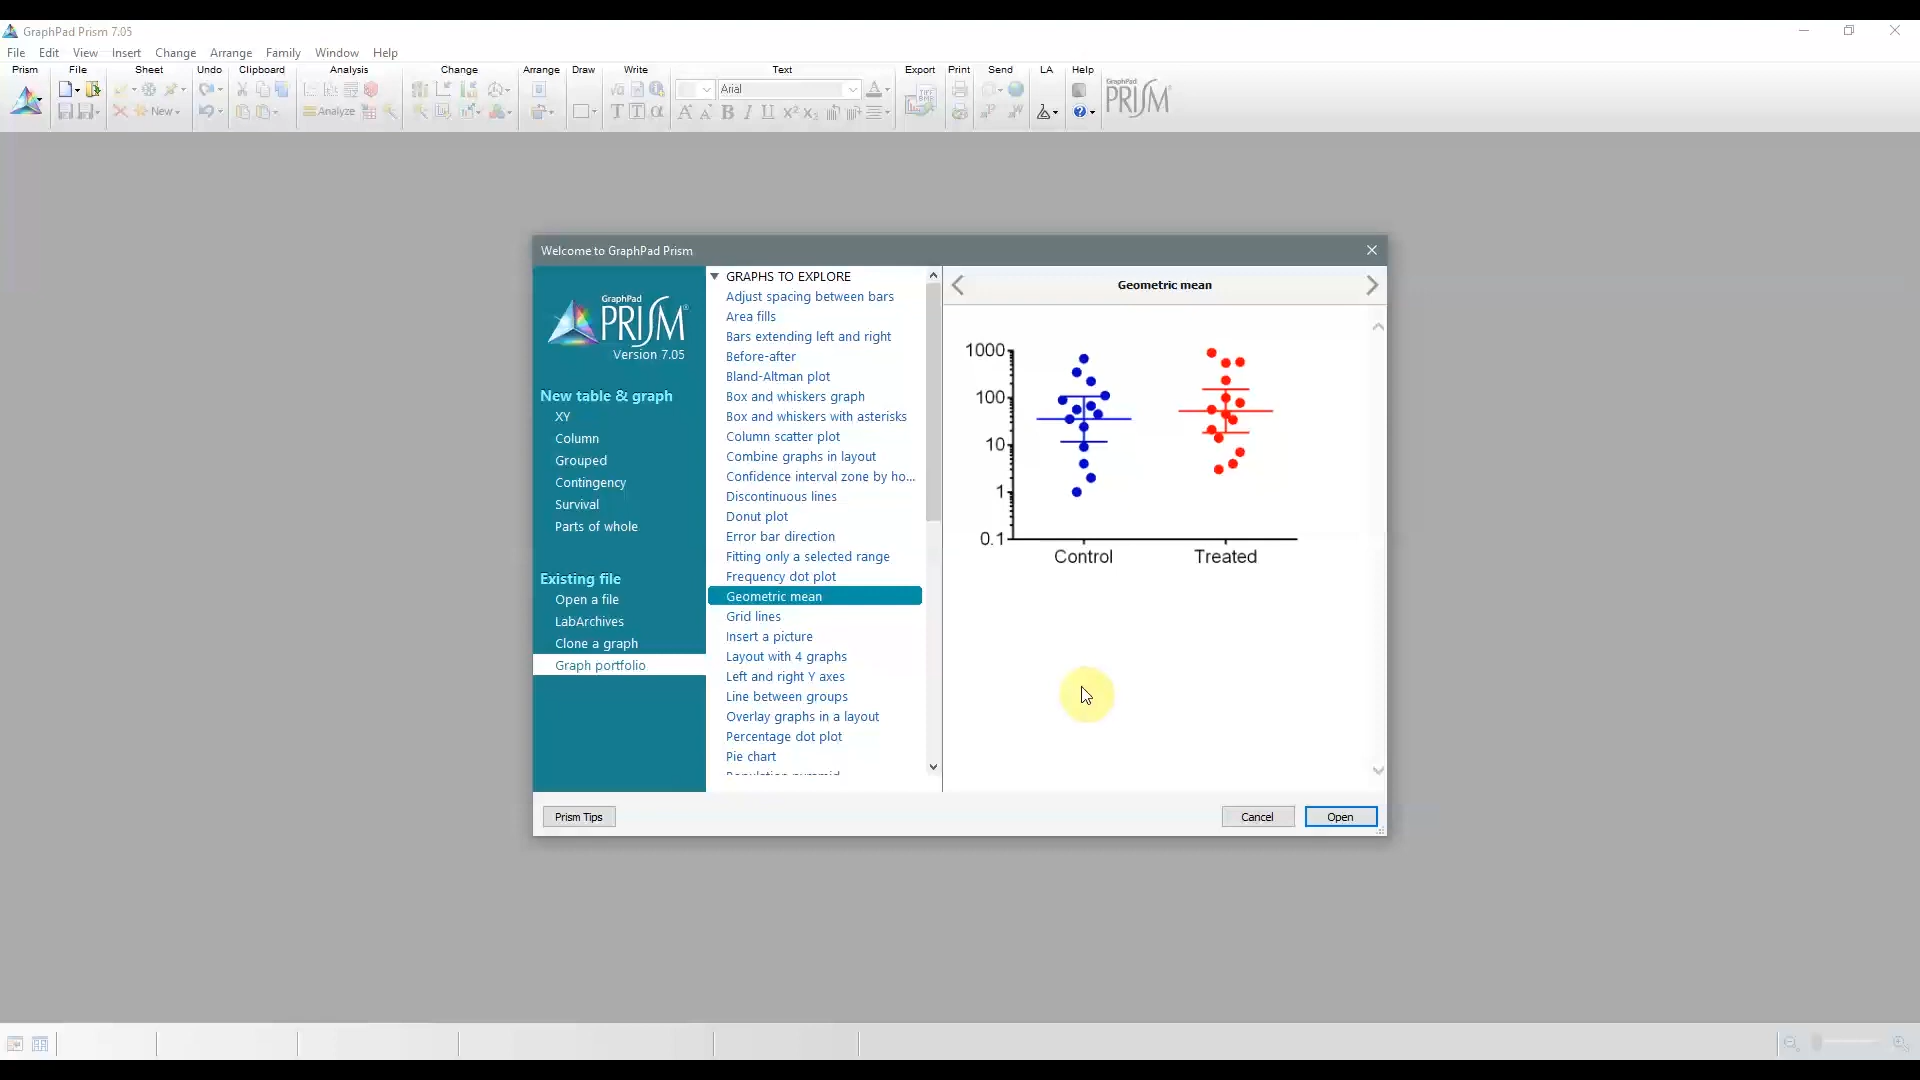 GraphPad Prism 7.05
File Edit View Insert Change Arrange Family Window Help
Prism File Sheet Undo Clipboard Analysis Change Arrange Draw Write Text Export Print Send LA Help
Arial
GraphPad
PRISM
New
Analyze
Welcome to GraphPad Prism
GraphPad
PRISM
Version 7.05
New table & graph
XY
Column
Grouped
Contingency
Survival
Parts of whole
Existing file
Open a file
LabArchives
Clone a graph
Graph portfolio
GRAPHS TO EXPLORE
Adjust spacing between bars
Area fills
Bars extending left and right
Before-after
Bland-Altman plot
Box and whiskers graph
Box and whiskers with asterisks
Column scatter plot
Combine graphs in layout
Confidence interval zone by ho...
Discontinuous lines
Donut plot
Error bar direction
Fitting only a selected range
Frequency dot plot
Geometric mean
Grid lines
Insert a picture
Layout with 4 graphs
Left and right Y axes
Line between groups
Overlay graphs in a layout
Percentage dot plot
Pie chart
Geometric mean
1000
100
10
1
0.1
Control Treated
Prism Tips
Cancel Open